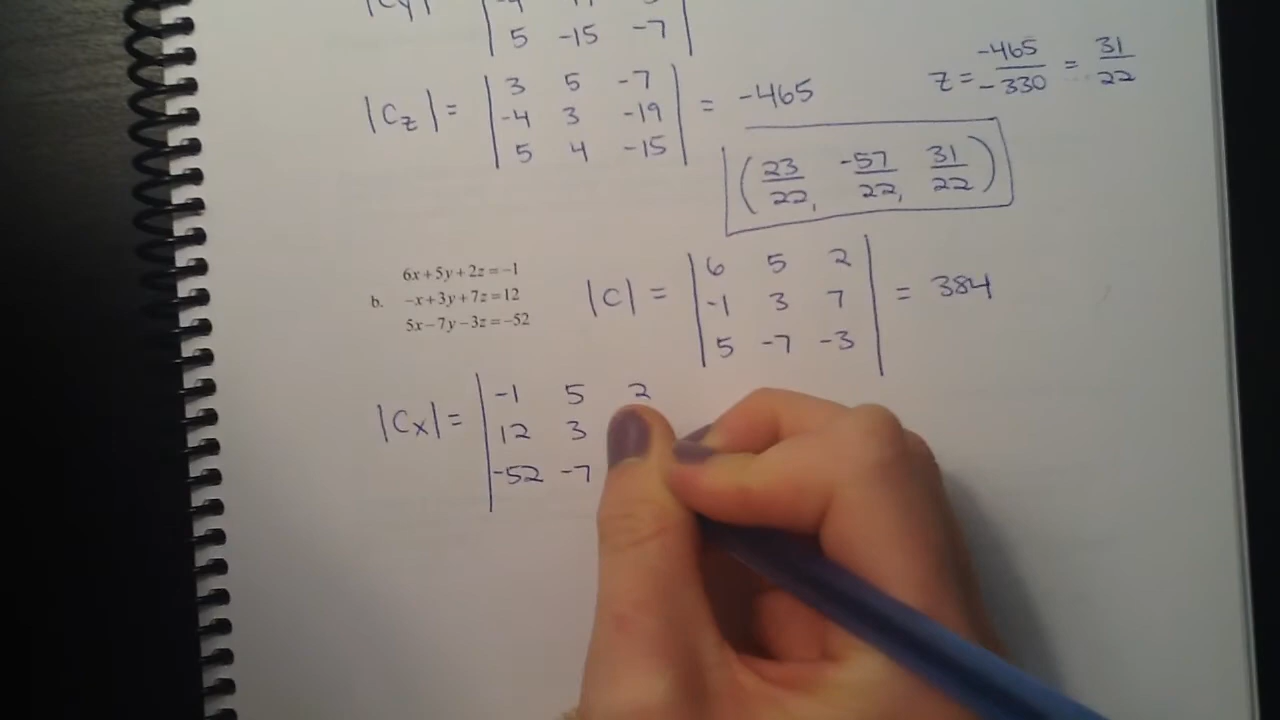 |Cy|
5 -15 -7
|Cz| = | 3 5 -7 |
| -4 3 -19 | = -465
| 5 4 -15 |
z = -465/-330 = 31/22
(23/22, -57/22, 31/22)
b.
6x+5y+2z=-1
-x+3y+7z=12
5x-7y-3z=-52
|C| = | 6 5 2 |
| -1 3 7 | = 384
| 5 -7 -3 |
|Cx| = | -1 5 2
| 12 3
| -52 -7